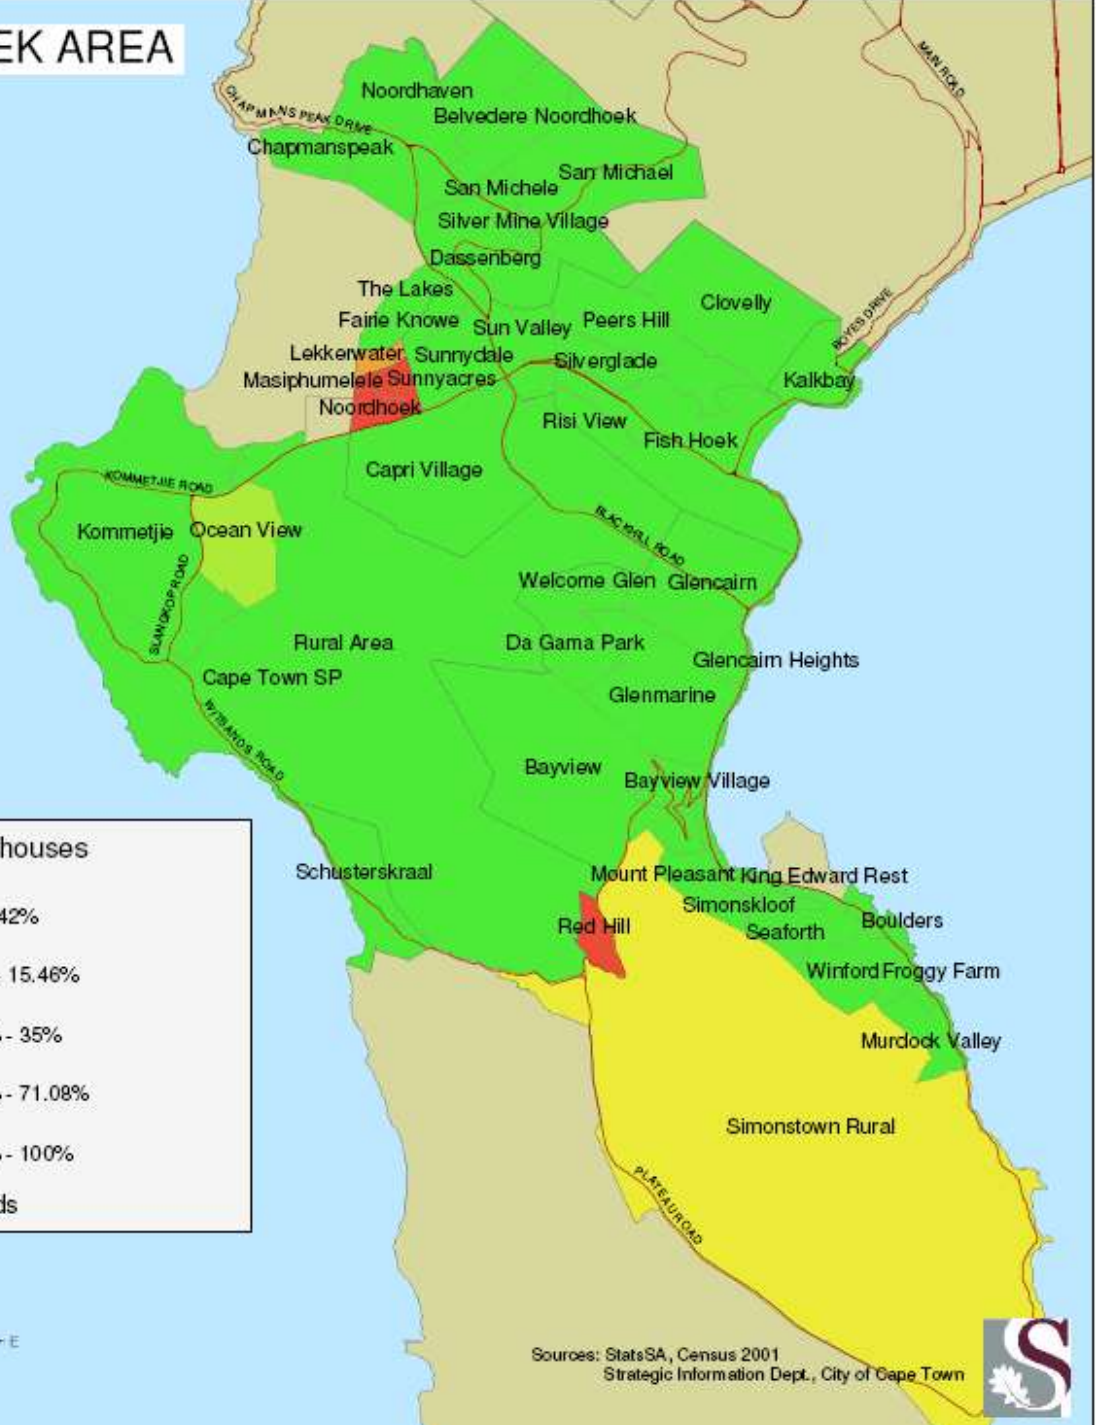 EK AREA
MAIN ROAD
Noordhaven
CHAPMANS PEAK DRIVE
Belvedere Noordhoek
Chapmanspeak
San Michael
San Michele
Silver Mine Village
Dassenberg
The Lakes
Clovelly
BOYES DRIVE
Fairie Knowe
Sun Valley
Peers Hill
Lekkerwater
Sunnydale
Silverglade
Masiphumelele
Sunnyacres
Kalkbay
Noordhoek
Risi View
Fish Hoek
Capri Village
KOMMETJIE ROAD
Kommetjie
Ocean View
BLACKHILL ROAD
Welcome Glen
Glencairn
SLANGKOP ROAD
Rural Area
Da Gama Park
Glencairn Heights
Cape Town SP
Glenmarine
WITSANDS ROAD
Bayview
Bayview Village
houses
Schusterskraal
Mount Pleasant
King Edward Rest
42%
Simonskloof
Boulders
Red Hill
Seaforth
15.46%
Winford
Froggy Farm
- 35%
Murdock Valley
- 71.08%
Simonstown Rural
- 100%
PLATEAU ROAD
ds
E
Sources: StatsSA, Census 2001
Strategic Information Dept., City of Cape Town
S